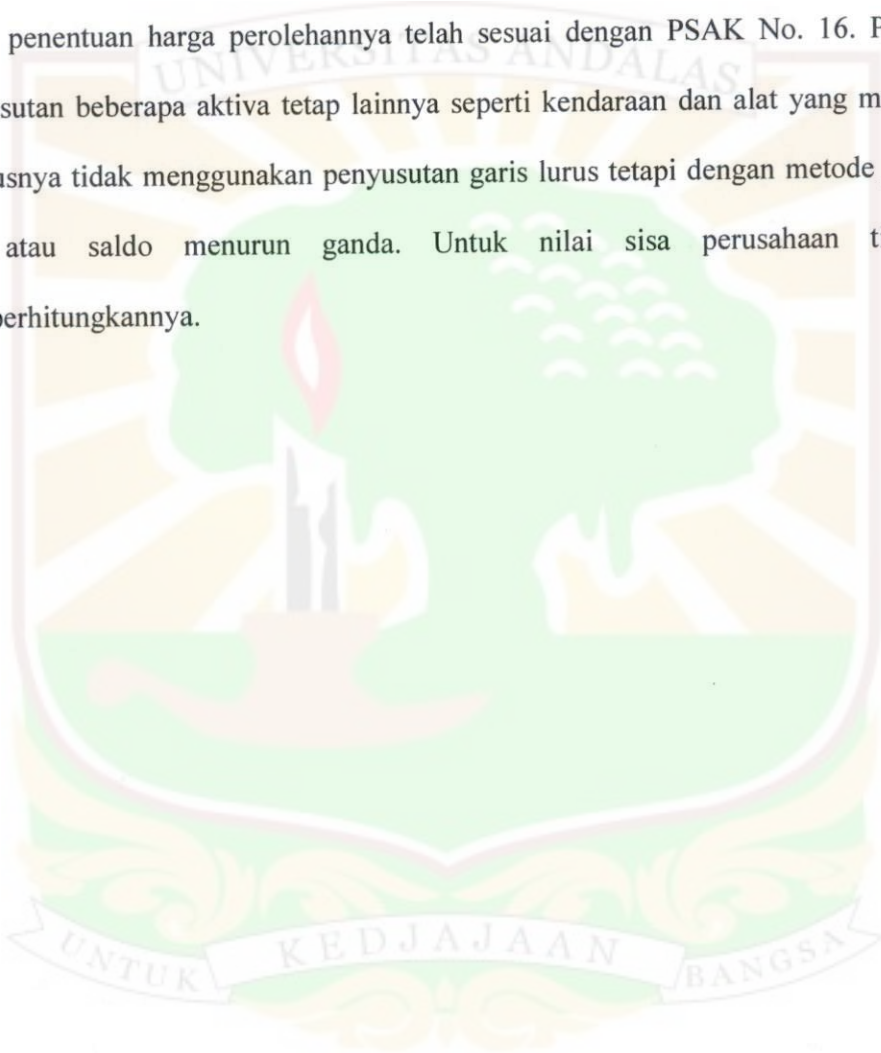 penentuan harga perolehannya telah sesuai dengan PSAK No. 16. P
UNIVERSITAS ANDALAS
sutan beberapa aktiva tetap lainnya seperti kendaraan dan alat yang m
usnya tidak menggunakan penyusutan garis lurus tetapi dengan metode
atau saldo menurun ganda. Untuk nilai sisa perusahaan t
erhitungkannya.
UNTUK KEDJAJAAN BANGSA